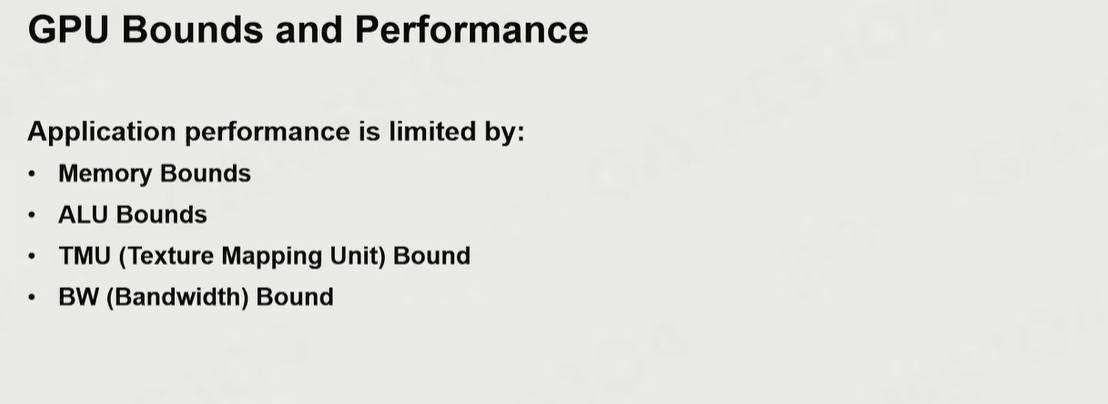 GPU Bounds and Performance
Application performance is limited by:
• Memory Bounds
• ALU Bounds
• TMU (Texture Mapping Unit) Bound
• BW (Bandwidth) Bound